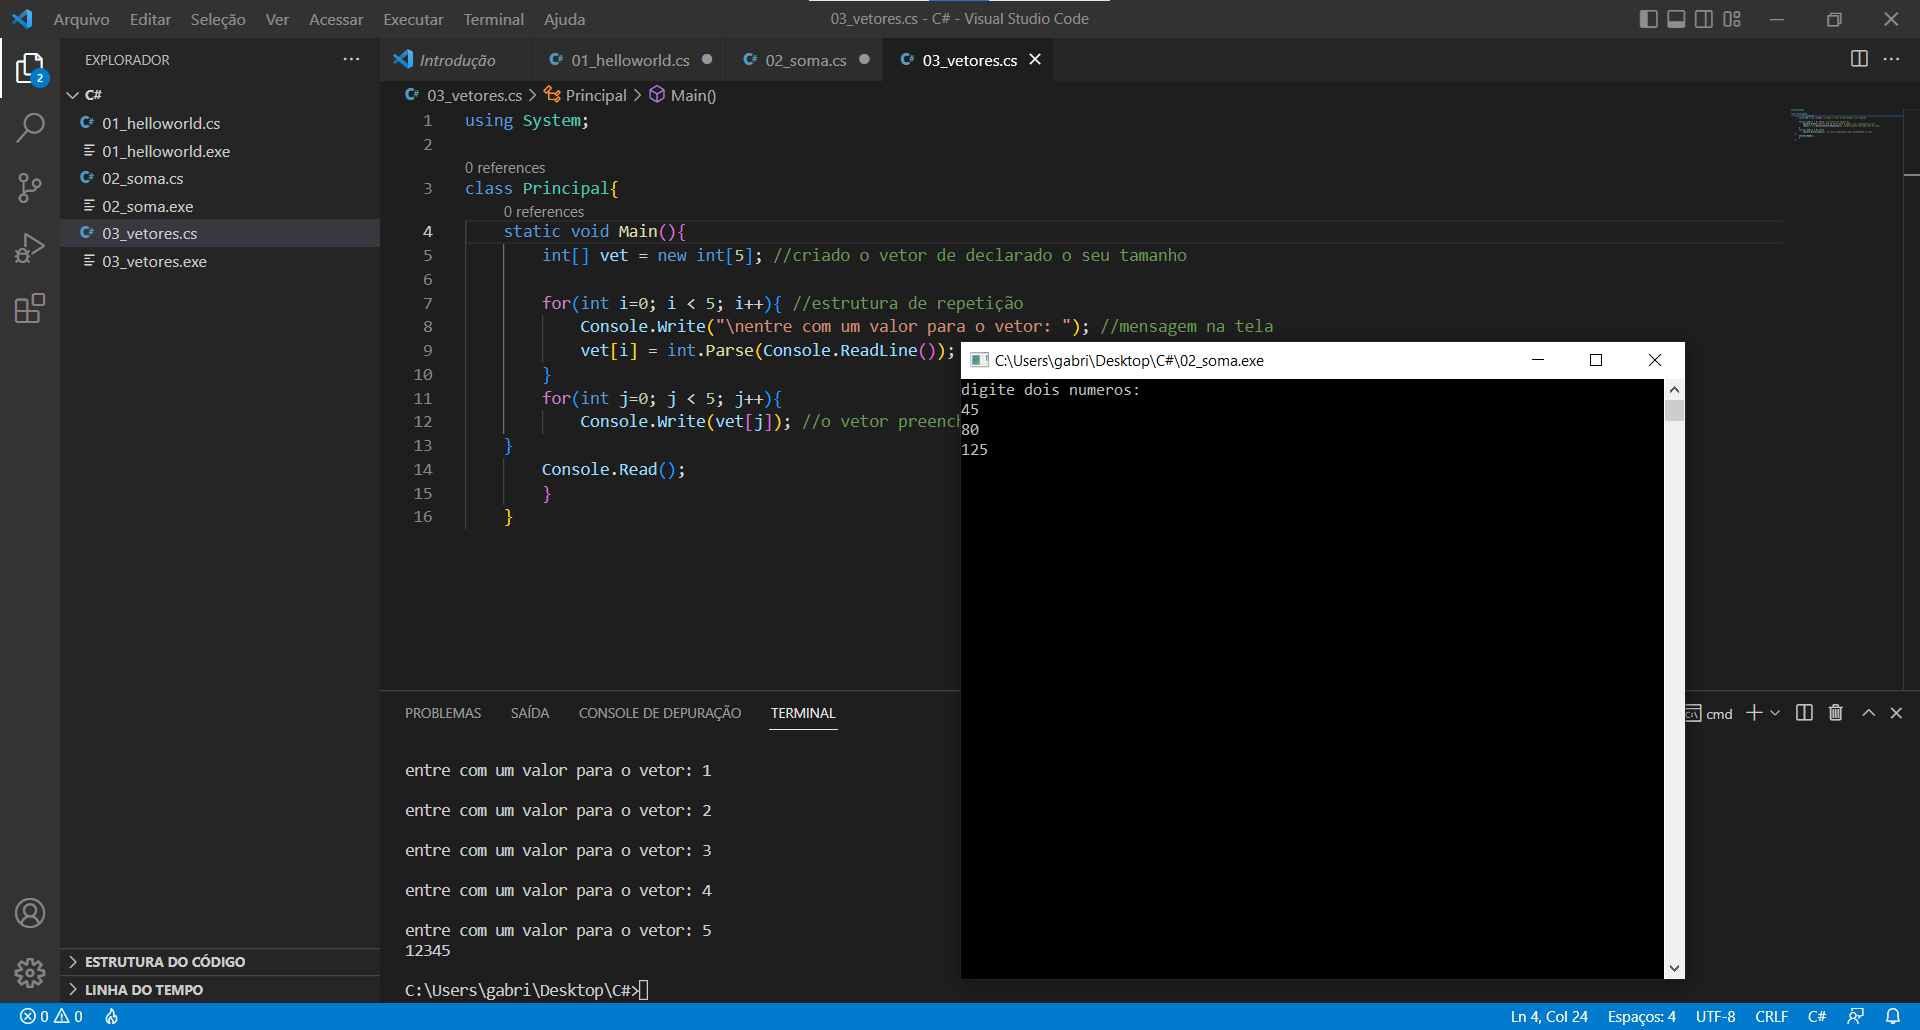 Arquivo Editar Seleção Ver Acessar Executar Terminal Ajuda
03_vetores.cs - C# - Visual Studio Code
2
EXPLORADOR
C#
C# 01_helloworld.cs
01_helloworld.exe
C# 02_soma.cs
02_soma.exe
C# 03_vetores.cs
03_vetores.exe
ESTRUTURA DO CÓDIGO
LINHA DO TEMPO
Introdução C# 01_helloworld.cs C# 02_soma.cs C# 03_vetores.cs
C# 03_vetores.cs > Principal > Main()
1 using System;
2
0 references
3 class Principal{
0 references
4 static void Main(){
5 int[] vet = new int[5]; //criado o vetor de declarado o seu tamanho
6
7 for(int i=0; i < 5; i++){ //estrutura de repetição
8 Console.Write("\nentre com um valor para o vetor: "); //mensagem na tela
9 vet[i] = int.Parse(Console.ReadLine());
10 }
11 for(int j=0; j < 5; j++){
12 Console.Write(vet[j]); //o vetor preench
13 }
14 Console.Read();
15 }
16 }
C:\Users\gabri\Desktop\C#\02_soma.exe
digite dois numeros:
45
80
125
PROBLEMAS SAÍDA CONSOLE DE DEPURAÇÃO TERMINAL
cmd
entre com um valor para o vetor: 1
entre com um valor para o vetor: 2
entre com um valor para o vetor: 3
entre com um valor para o vetor: 4
entre com um valor para o vetor: 5
12345
C:\Users\gabri\Desktop\C#>
0 0
Ln 4, Col 24 Espaços: 4 UTF-8 CRLF C#